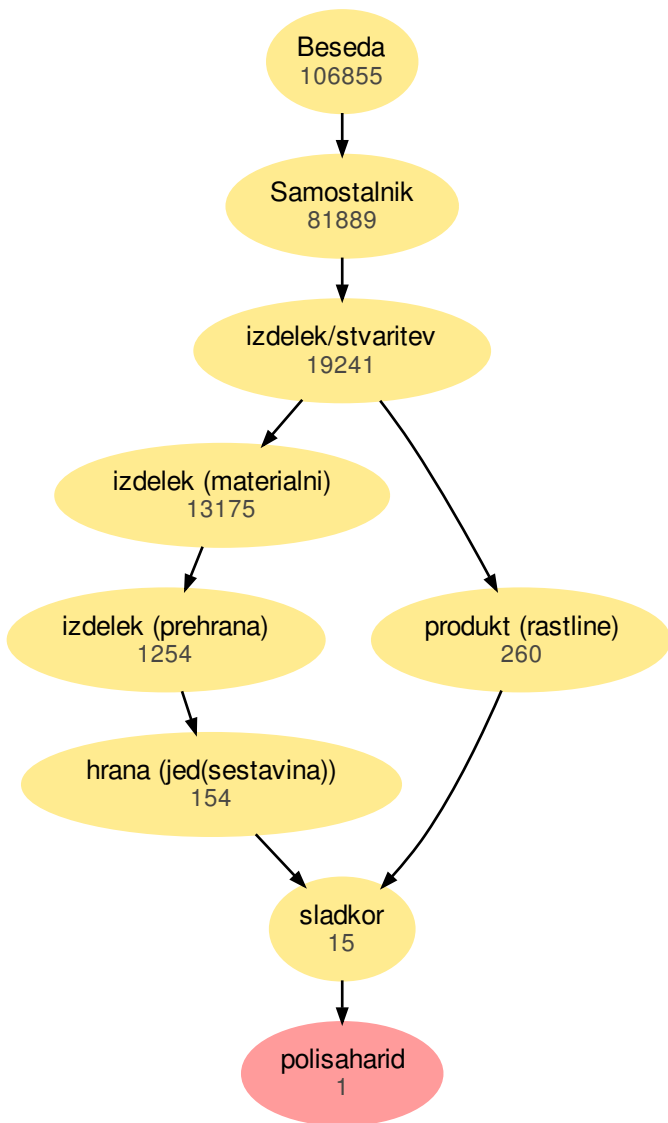 Beseda
106855
Samostalnik
81889
izdelek/stvaritev
19241
izdelek (materialni)
13175
izdelek (prehrana)
1254
produkt (rastline)
260
hrana (jed(sestavina))
154
sladkor
15
polisaharid
1